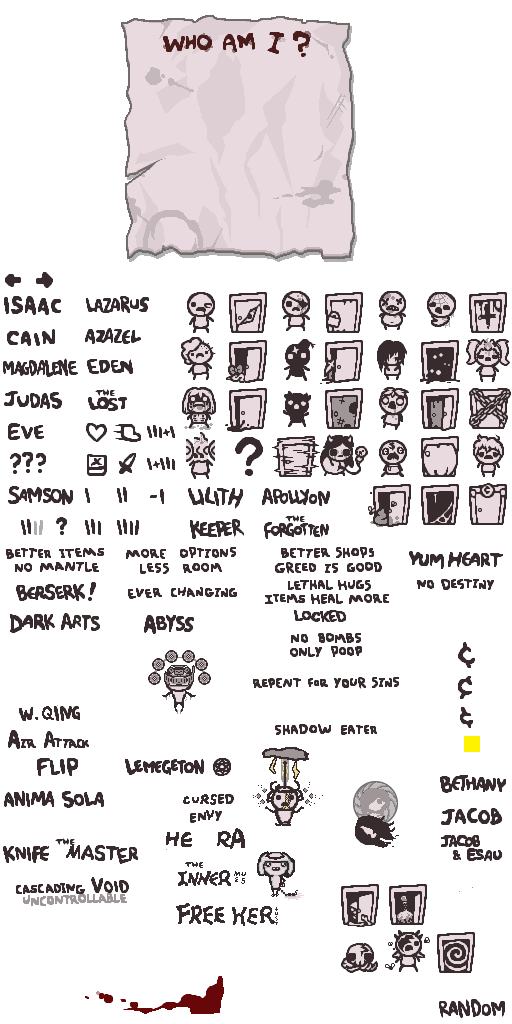 WHO AM I ?
ISAAC
LAZARUS
CAIN
AZAZEL
MAGDALENE
EDEN
JUDAS
THE
LOST
EVE
???
?
SAMSON
LILITH
APOLLYON
?
KEEPER
THE
FORGOTTEN
BETTER ITEMS
NO MANTLE
MORE OPTIONS
LESS ROOM
BETTER SHOPS
GREED IS GOOD
YUM HEART
BERSERK!
EVER CHANGING
LETHAL HUGS
ITEMS HEAL MORE
NO DESTINY
DARK ARTS
ABYSS
LOCKED
NO BOMBS
ONLY POOP
¢
REPENT FOR YOUR SINS
¢
W. QING
¢
SHADOW EATER
AIR ATTACK
FLIP
LEMEGETON
BETHANY
ANIMA SOLA
CURSED
ENVY
JACOB
HE RA
JACOB
& ESAU
KNIFE THE MASTER
THE
INNER
CASCADING VOID
UNCONTROLLABLE
FREE HER
RANDOM